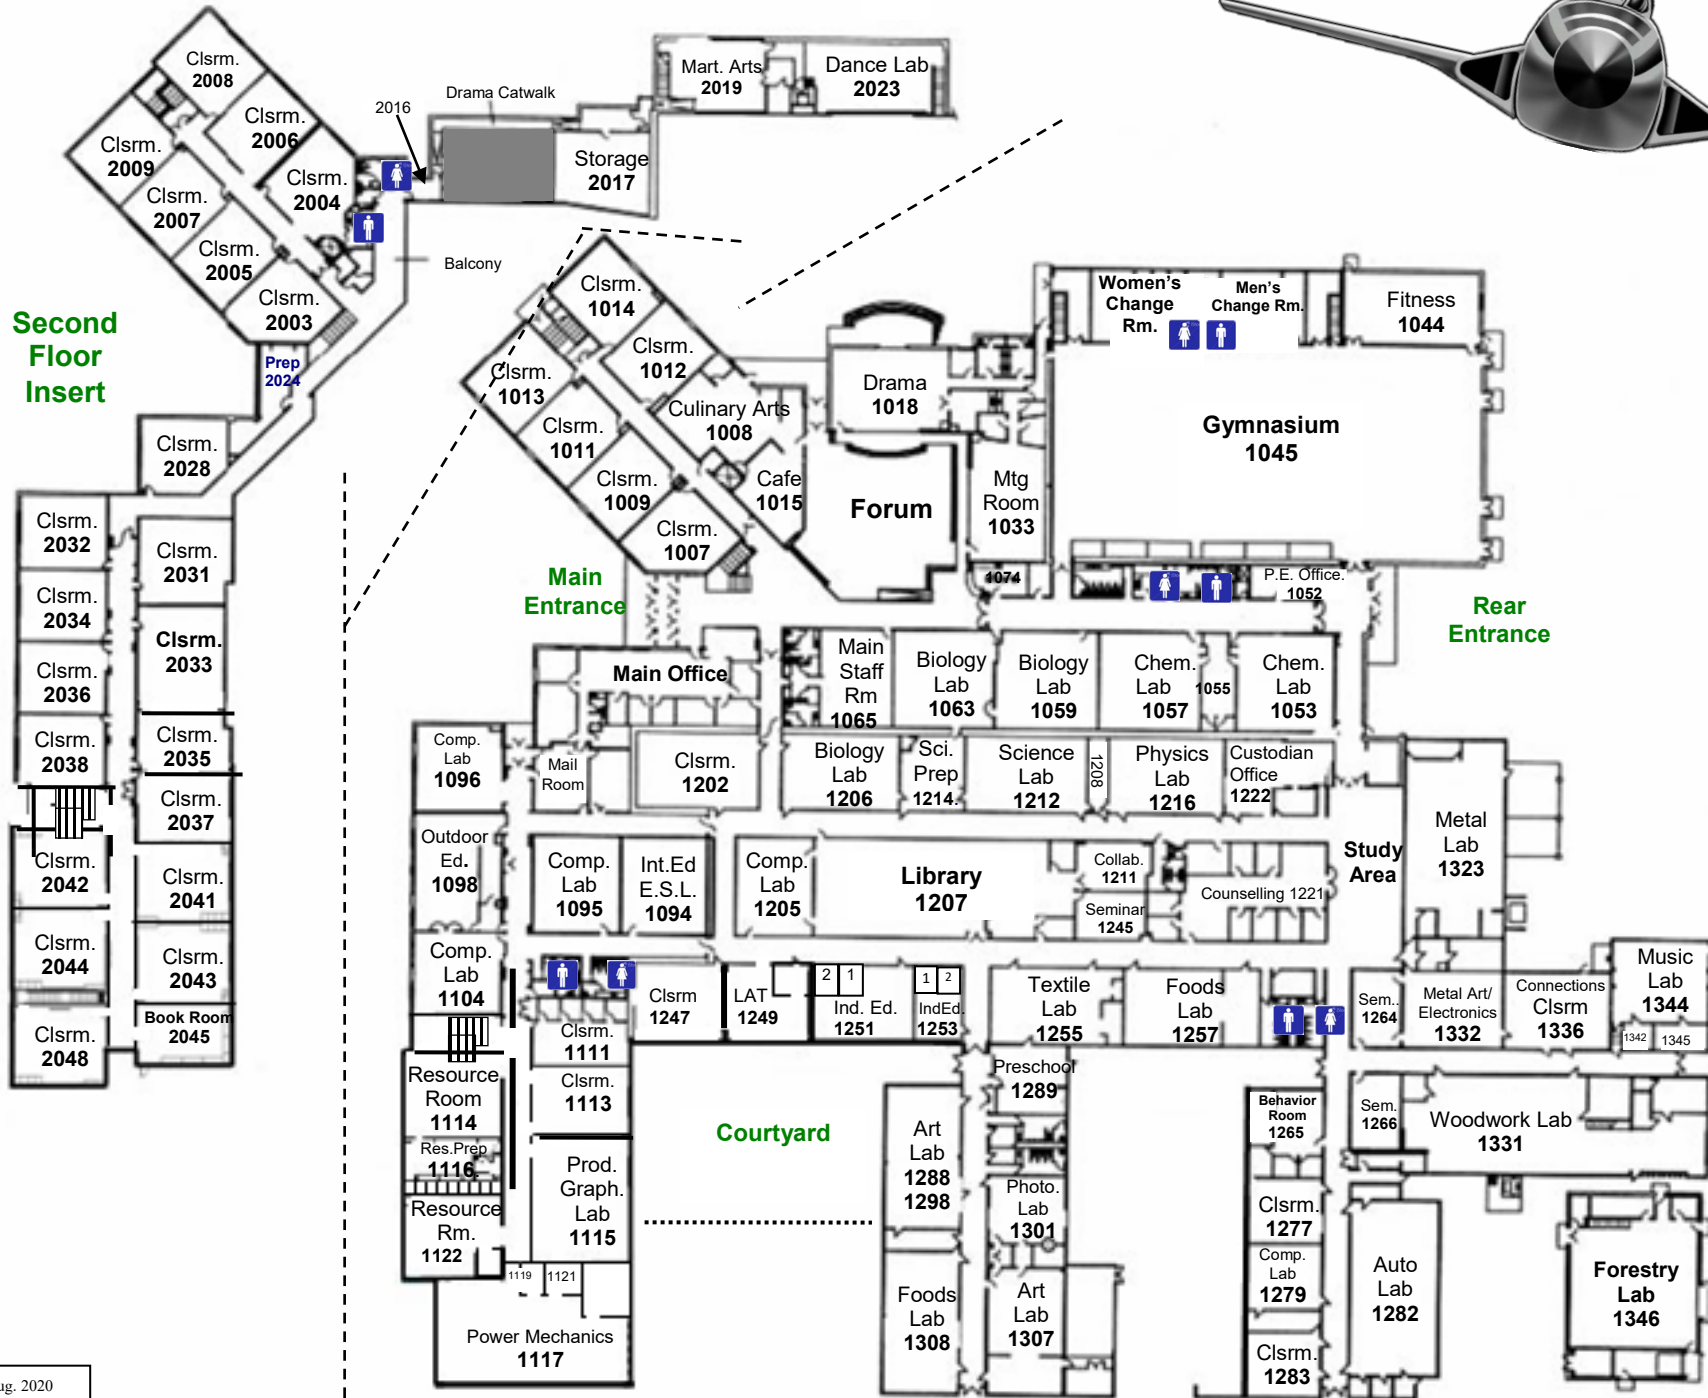 Clsrm.
2008
Clsrm.
2006
Clsrm.
2009
Clsrm.
2004
Clsrm.
2007
Clsrm.
2005
Clsrm.
2003
2016
Drama Catwalk
Storage
2017
Mart. Arts
2019
Dance Lab
2023
Balcony
Second
Floor
Insert
Prep
2024
Clsrm.
2028
Clsrm.
2032
Clsrm.
2031
Clsrm.
2034
Clsrm.
2033
Clsrm.
2036
Clsrm.
2035
Clsrm.
2038
Clsrm.
2037
Clsrm.
2042
Clsrm.
2041
Clsrm.
2044
Clsrm.
2043
Book Room
2045
Clsrm.
2048
ug. 2020
Clsrm.
1014
Clsrm.
1012
Clsrm.
1013
Culinary Arts
1008
Clsrm.
1011
Clsrm.
1009
Cafe
1015
Clsrm.
1007
Main
Entrance
Drama
1018
Forum
Mtg
Room
1033
1074
Women's
Change
Rm.
Men's
Change Rm.
Fitness
1044
Gymnasium
1045
P.E. Office.
1052
Rear
Entrance
Main Office
Main
Staff
Rm
1065
Biology
Lab
1063
Biology
Lab
1059
Chem.
Lab
1057
1055
Chem.
Lab
1053
Comp.
Lab
1096
Mail
Room
Clsrm.
1202
Biology
Lab
1206
Sci.
Prep
1214.
Science
Lab
1212
1208
Physics
Lab
1216
Custodian
Office
1222
Metal
Lab
1323
Outdoor
Ed.
1098
Comp.
Lab
1095
Int.Ed
E.S.L.
1094
Comp.
Lab
1205
Library
1207
Collab.
1211
Seminar
1245
Counselling 1221
Study
Area
Comp.
Lab
1104
Clsrm
1247
LAT
1249
2 1
Ind. Ed.
1251
1 2
IndEd.
1253
Textile
Lab
1255
Foods
Lab
1257
Sem..
1264
Metal Art/
Electronics
1332
Connections
Clsrm
1336
Music
Lab
1344
1342
1345
Clsrm.
1111
Resource
Room
1114
Clsrm.
1113
Res.Prep
1116
Prod.
Graph.
Lab
1115
Resource
Rm.
1122
1119
1121
Power Mechanics
1117
Courtyard
Preschool
1289
Art
Lab
1288
1298
Photo.
Lab
1301
Foods
Lab
1308
Art
Lab
1307
Behavior
Room
1265
Clsrm.
1277
Comp.
Lab
1279
Clsrm.
1283
Sem.
1266
Woodwork Lab
1331
Auto
Lab
1282
Forestry
Lab
1346